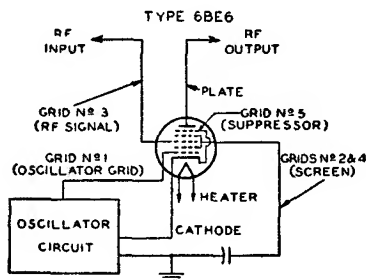 TYPE 6BE6
RF
INPUT
RF
OUTPUT
PLATE
GRID Nº 3
(RF SIGNAL)
GRID Nº 5
(SUPPRESSOR)
GRID Nº 1
(OSCILLATOR GRID)
GRIDS Nº 2&4
(SCREEN)
HEATER
CATHODE
OSCILLATOR
CIRCUIT